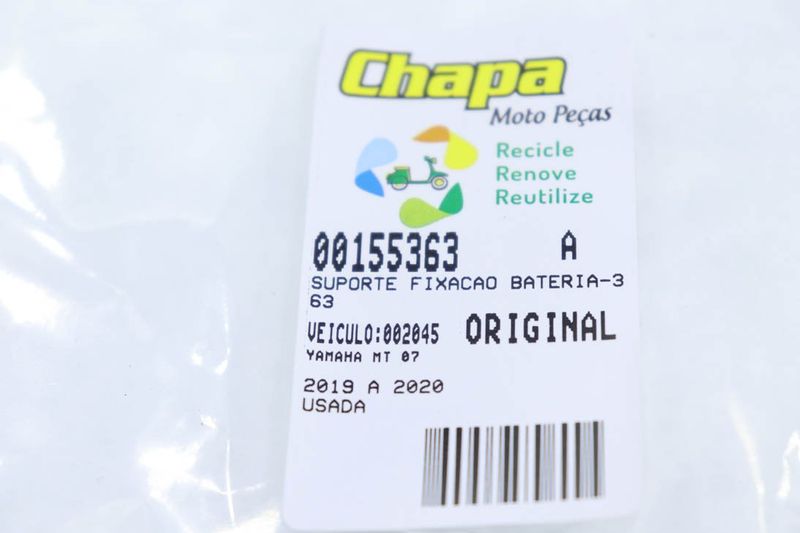 Chapa
Moto Peças
Recicle
Renove
Reutilize
00155363 A
SUPORTE FIXACAO BATERIA-3
63
VEICULO:002045 ORIGINAL
YAMAHA MT 07
2019 A 2020
USADA